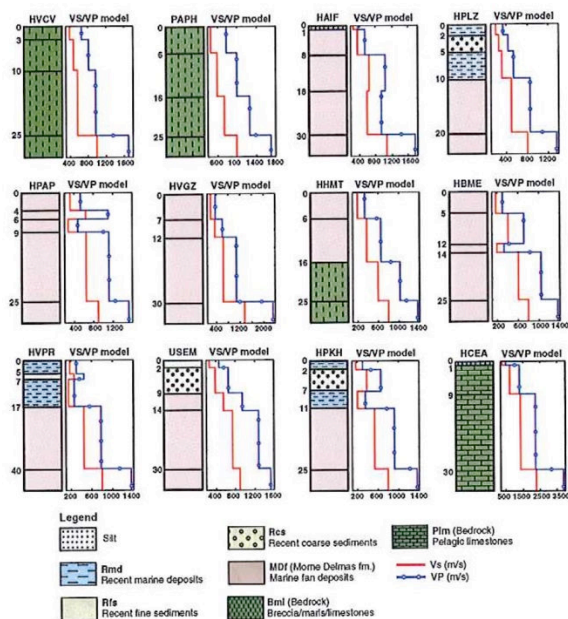 HVCV VS/VP model
0
3
10
25
400 800 1200 1600
PAPH VS/VP model
0
5
15
25
600 1000 1400 1800
HAIF VS/VP model
0
6
16
30
400 800 1200 1600
HPLZ VS/VP model
0
2
5
10
20
400 800 1200
HPAP VS/VP model
0
4
6
9
25
400 800 1200
HVGZ VS/VP model
0
7
12
30
400 1200 2000
HHMT VS/VP model
0
6
16
25
200 600 1000 1400
HBME VS/VP model
0
5
12
14
25
200 600 1000 1400
HVPR VS/VP model
0
5
7
17
40
200 600 1000 1400
USEM VS/VP model
0
2
9
14
30
400 800 1200 1600
HPKH VS/VP model
0
2
7
11
25
200 600 1000 1400
HCEA VS/VP model
0
1
9
30
500 1500 2500 3500
Legend
Silt
Rmd
Recent marine deposits
Rfs
Recent fine sediments
Rcs
Recent coarse sediments
MDf (Morne Delmas fm.)
Marine fan deposits
Bml (Bedrock)
Breccia/marls/limestones
Plm (Bedrock)
Pelagic limestones
Vs (m/s)
VP (m/s)